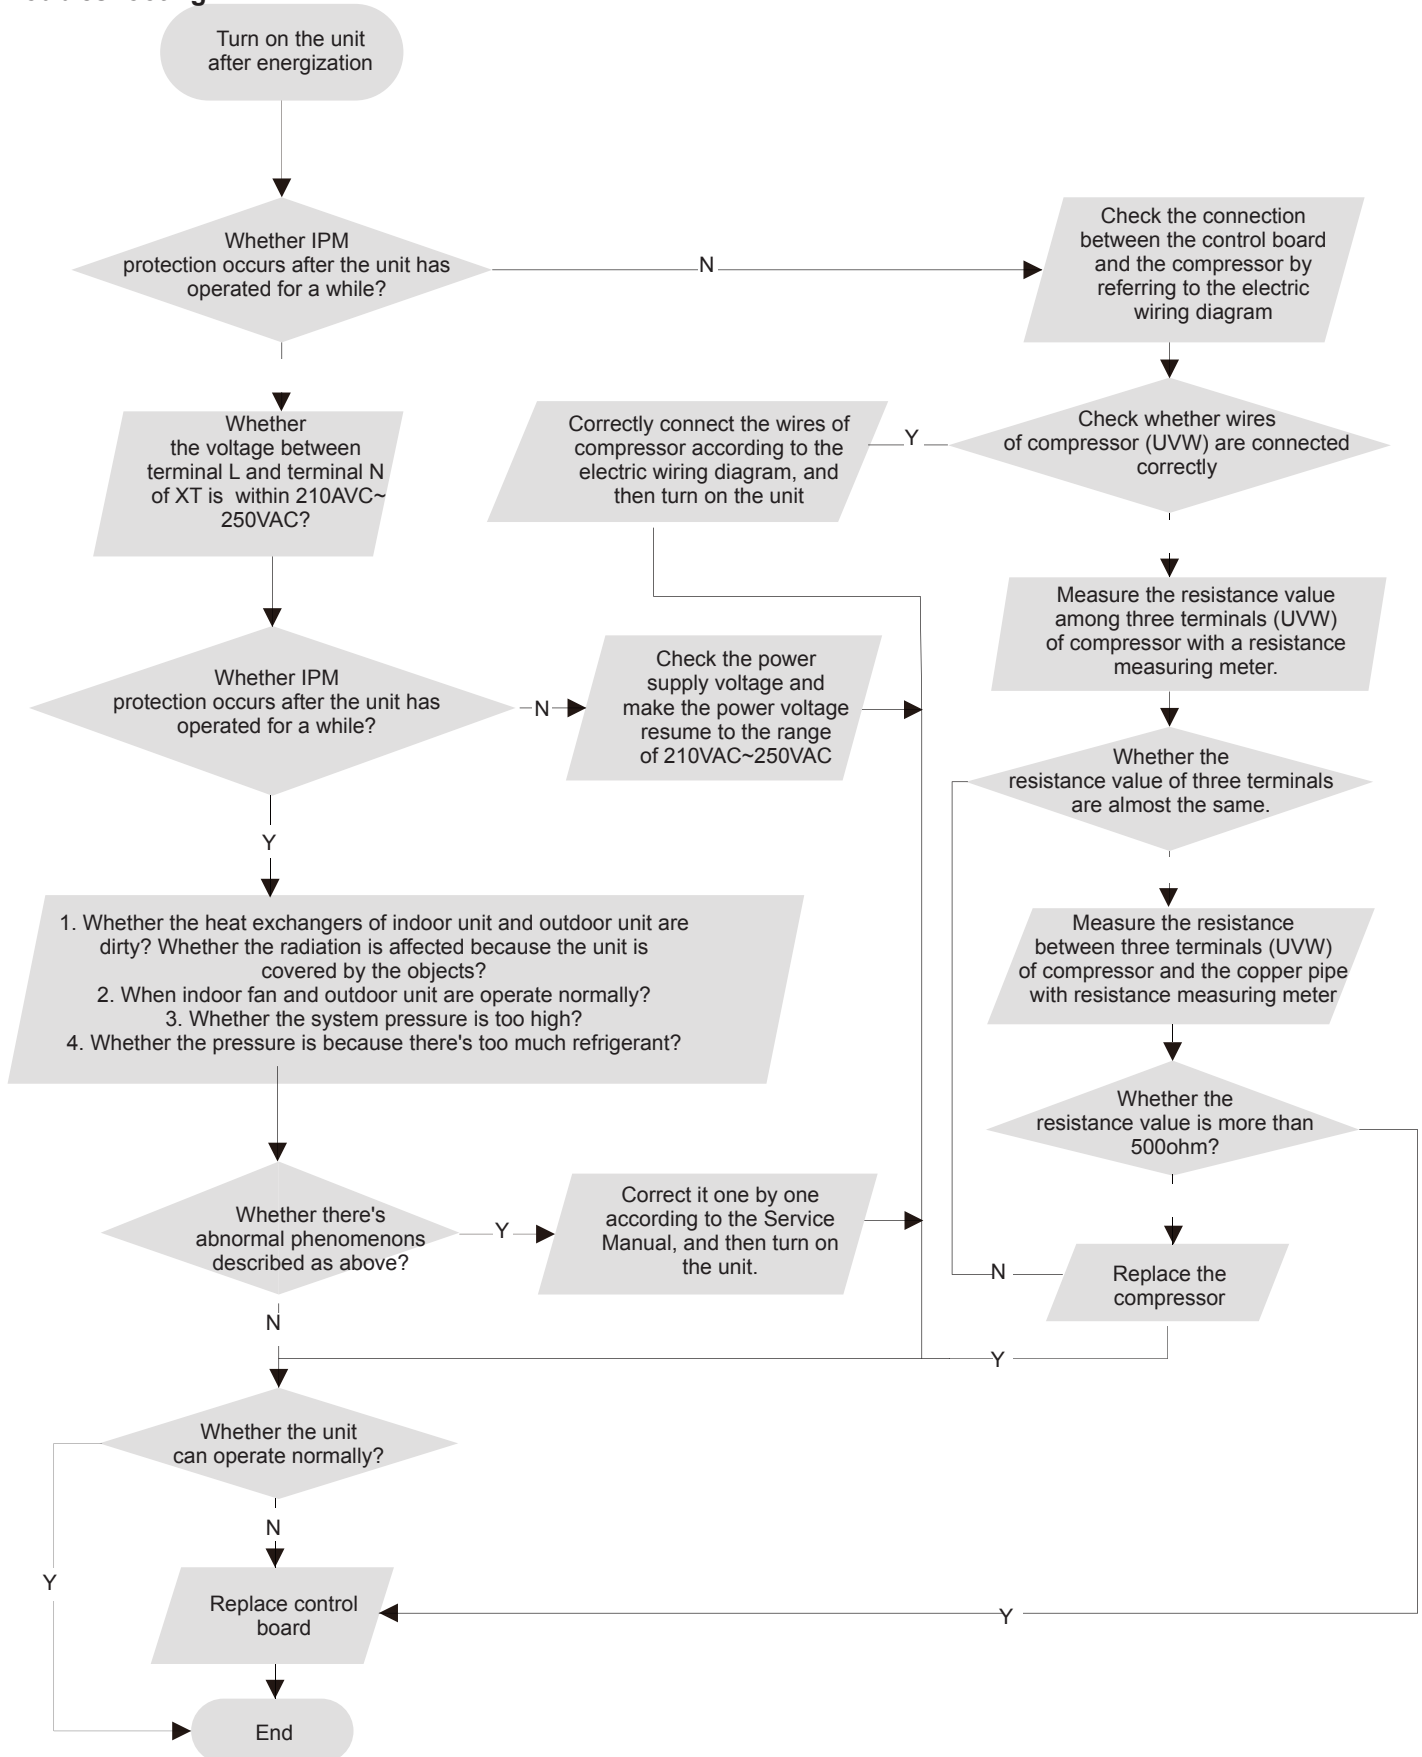 Turn on the unit
after energization
Whether IPM
protection occurs after the unit has
operated for a while?
N
Check the connection
between the control board
and the compressor by
referring to the electric
wiring diagram
Whether
the voltage between
terminal L and terminal N
of XT is within 210AVC~
250VAC?
Correctly connect the wires of
compressor according to the
electric wiring diagram, and
then turn on the unit
Y
Check whether wires
of compressor (UVW) are connected
correctly
Measure the resistance value
among three terminals (UVW)
of compressor with a resistance
measuring meter.
Whether IPM
protection occurs after the unit has
operated for a while?
N
Check the power
supply voltage and
make the power voltage
resume to the range
of 210VAC~250VAC
Whether the
resistance value of three terminals
are almost the same.
Y
1. Whether the heat exchangers of indoor unit and outdoor unit are
dirty? Whether the radiation is affected because the unit is
covered by the objects?
2. When indoor fan and outdoor unit are operate normally?
3. Whether the system pressure is too high?
4. Whether the pressure is because there's too much refrigerant?
Measure the resistance
between three terminals (UVW)
of compressor and the copper pipe
with resistance measuring meter
Whether the
resistance value is more than
500ohm?
Whether there's
abnormal phenomenons
described as above?
Y
Correct it one by one
according to the Service
Manual, and then turn on
the unit.
N
Replace the
compressor
N
Y
Whether the unit
can operate normally?
N
Y
Replace control
board
Y
End